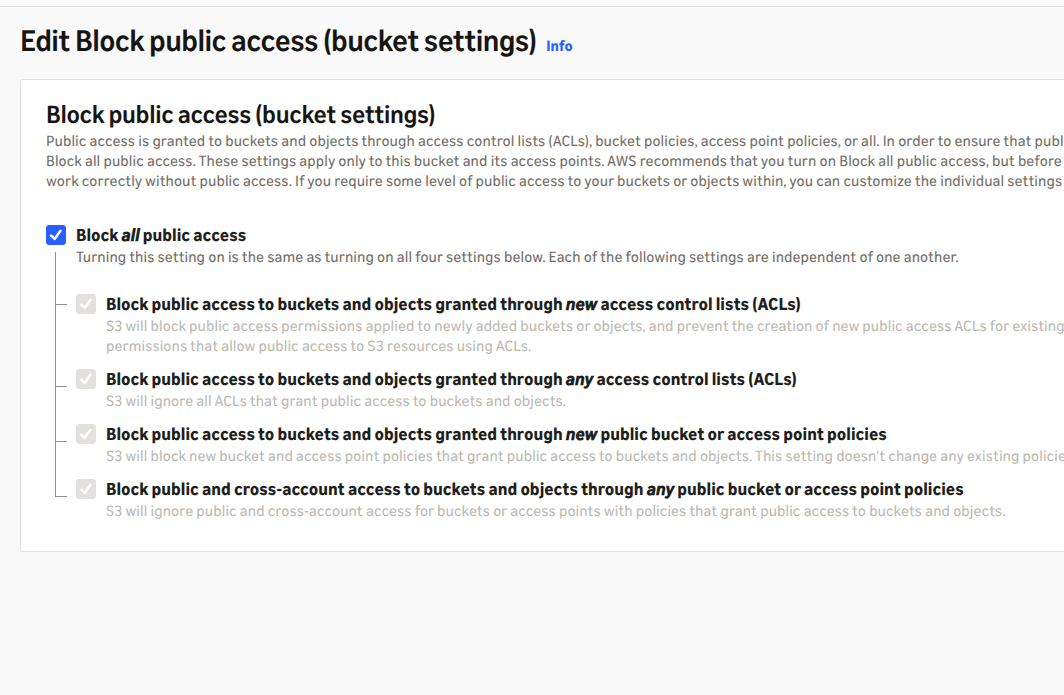 Edit Block public access (bucket settings) Info
Block public access (bucket settings)
Public access is granted to buckets and objects through access control lists (ACLs), bucket policies, access point policies, or all. In order to ensure that publ
Block all public access. These settings apply only to this bucket and its access points. AWS recommends that you turn on Block all public access, but before
work correctly without public access. If you require some level of public access to your buckets or objects within, you can customize the individual settings
Block all public access
Turning this setting on is the same as turning on all four settings below. Each of the following settings are independent of one another.
Block public access to buckets and objects granted through new access control lists (ACLs)
S3 will block public access permissions applied to newly added buckets or objects, and prevent the creation of new public access ACLs for existing
permissions that allow public access to S3 resources using ACLs.
Block public access to buckets and objects granted through any access control lists (ACLs)
S3 will ignore all ACLs that grant public access to buckets and objects.
Block public access to buckets and objects granted through new public bucket or access point policies
S3 will block new bucket and access point policies that grant public access to buckets and objects. This setting doesn't change any existing policie
Block public and cross-account access to buckets and objects through any public bucket or access point policies
S3 will ignore public and cross-account access for buckets or access points with policies that grant public access to buckets and objects.